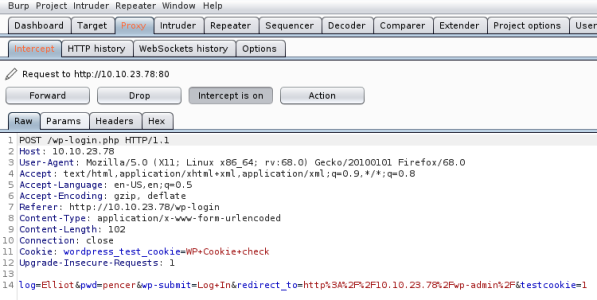 Burp Project Intruder Repeater Window Help
Dashboard Target Proxy Intruder Repeater Sequencer Decoder Comparer Extender Project options User
Intercept HTTP history WebSockets history Options
Request to http://10.10.23.78:80
Forward Drop Intercept is on Action
Raw Params Headers Hex
1 POST /wp-login.php HTTP/1.1
2 Host: 10.10.23.78
3 User-Agent: Mozilla/5.0 (X11; Linux x86_64; rv:68.0) Gecko/20100101 Firefox/68.0
4 Accept: text/html,application/xhtml+xml,application/xml;q=0.9,*/*;q=0.8
5 Accept-Language: en-US,en;q=0.5
6 Accept-Encoding: gzip, deflate
7 Referer: http://10.10.23.78/wp-login
8 Content-Type: application/x-www-form-urlencoded
9 Content-Length: 102
10 Connection: close
11 Cookie: wordpress_test_cookie=WP+Cookie+check
12 Upgrade-Insecure-Requests: 1
13
14 log=Elliot&pwd=pencer&wp-submit=Log+In&redirect_to=http%3A%2F%2F10.10.23.78%2Fwp-admin%2F&testcookie=1